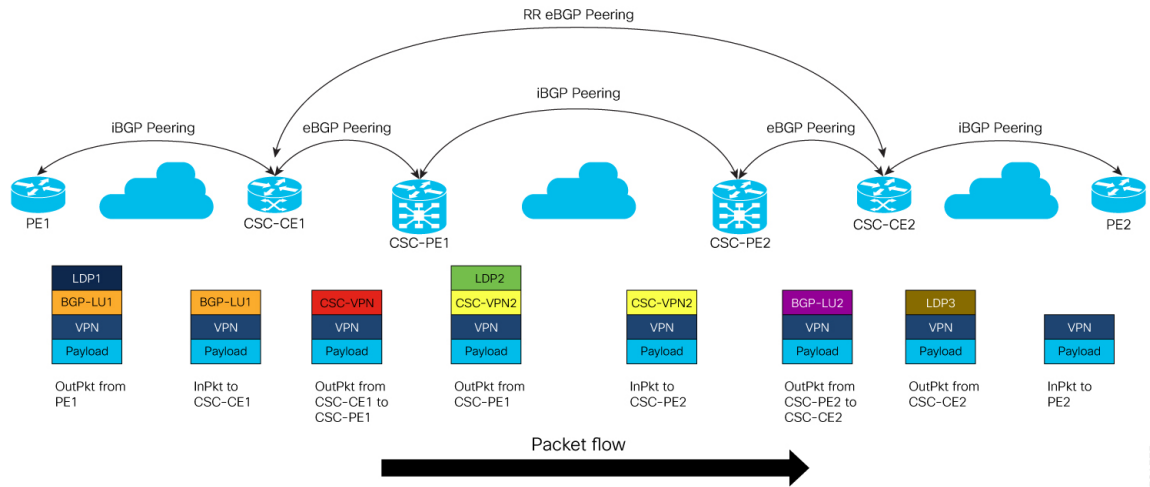 RR eBGP Peering
iBGP Peering
iBGP Peering
eBGP Peering
eBGP Peering
iBGP Peering
PE1
CSC-CE1
CSC-PE1
CSC-PE2
CSC-CE2
PE2
LDP1
BGP-LU1
VPN
Payload
OutPkt from
PE1
BGP-LU1
VPN
Payload
InPkt to
CSC-CE1
CSC-VPN
VPN
Payload
OutPkt from
CSC-CE1 to
CSC-PE1
LDP2
CSC-VPN2
VPN
Payload
OutPkt from
CSC-PE1
CSC-VPN2
VPN
Payload
InPkt to
CSC-PE2
BGP-LU2
VPN
Payload
OutPkt from
CSC-PE2 to
CSC-CE2
LDP3
VPN
Payload
OutPkt from
CSC-CE2
VPN
Payload
InPkt to
PE2
Packet flow